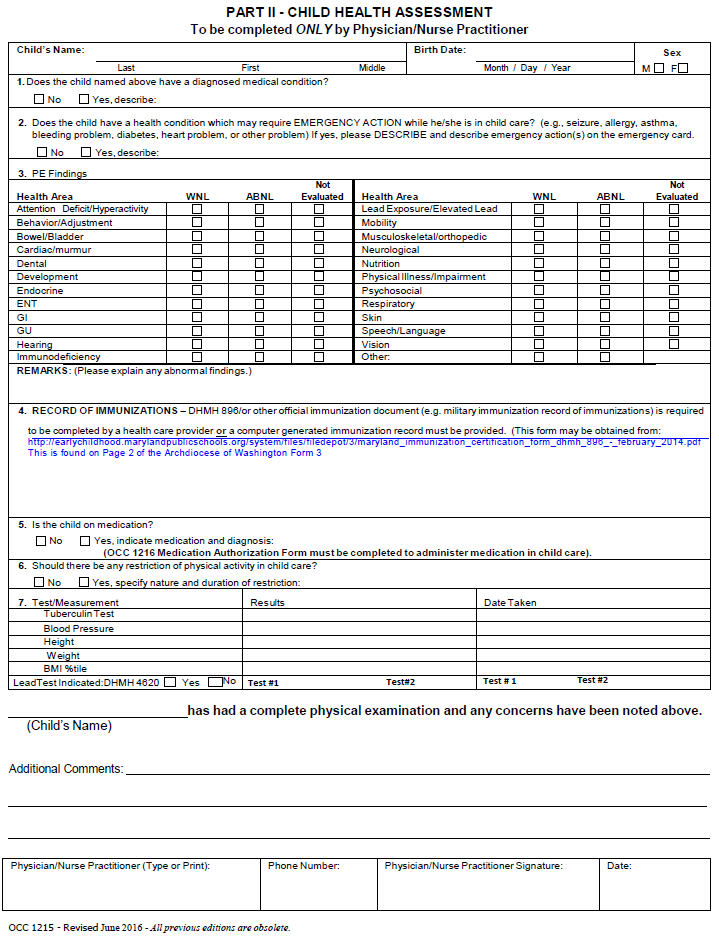 PART II - CHILD HEALTH ASSESSMENT
To be completed ONLY by Physician/Nurse Practitioner
Child's Name: Birth Date: Sex
Last First Middle Month / Day / Year M F
1. Does the child named above have a diagnosed medical condition?
No Yes, describe:
2. Does the child have a health condition which may require EMERGENCY ACTION while he/she is in child care? (e.g., seizure, allergy, asthma,
bleeding problem, diabetes, heart problem, or other problem) If yes, please DESCRIBE and describe emergency action(s) on the emergency card.
No Yes, describe:
3. PE Findings
Health Area WNL ABNL Not Evaluated Health Area WNL ABNL Not Evaluated
Attention Deficit/Hyperactivity Lead Exposure/Elevated Lead
Behavior/Adjustment Mobility
Bowel/Bladder Musculoskeletal/orthopedic
Cardiac/murmur Neurological
Dental Nutrition
Development Physical Illness/Impairment
Endocrine Psychosocial
ENT Respiratory
GI Skin
GU Speech/Language
Hearing Vision
Immunodeficiency Other:
REMARKS: (Please explain any abnormal findings.)
4. RECORD OF IMMUNIZATIONS – DHMH 896/or other official immunization document (e.g. military immunization record of immunizations) is required
to be completed by a health care provider or a computer generated immunization record must be provided. (This form may be obtained from:
http://earlychildhood.marylandpublicschools.org/system/files/filedepot/3/maryland_immunization_certification_form_dhmh_896_-_february_2014.pdf
This is found on Page 2 of the Archdiocese of Washington Form 3
5. Is the child on medication?
No Yes, indicate medication and diagnosis:
(OCC 1216 Medication Authorization Form must be completed to administer medication in child care).
6. Should there be any restriction of physical activity in child care?
No Yes, specify nature and duration of restriction:
7. Test/Measurement Results Date Taken
Tuberculin Test
Blood Pressure
Height
Weight
BMI %tile
LeadTest Indicated:DHMH 4620 Yes No Test #1 Test#2 Test # 1 Test #2
has had a complete physical examination and any concerns have been noted above.
(Child's Name)
Additional Comments:
Physician/Nurse Practitioner (Type or Print): Phone Number: Physician/Nurse Practitioner Signature: Date:
OCC 1215 - Revised June 2016 - All previous editions are obsolete.